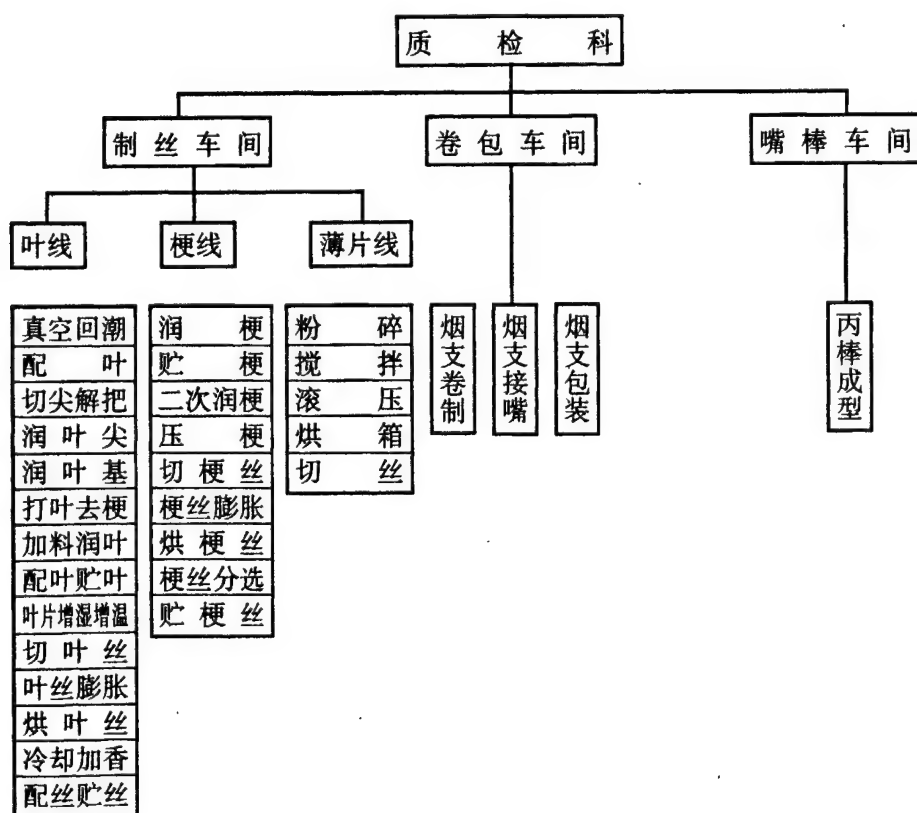 质检科
制丝车间
卷包车间
嘴棒车间
叶线
梗线
薄片线
真空回潮
配叶
切尖解把
润叶尖
润叶基
打叶去梗
加料润叶
配叶贮叶
叶片增湿增温
切叶丝
叶丝膨胀
烘叶丝
冷却加香
配丝贮丝
润梗
贮梗
二次润梗
压梗
切梗丝
梗丝膨胀
烘梗丝
梗丝分选
贮梗丝
粉碎
搅拌
滚压
烘箱
切丝
烟支卷制
烟支接嘴
烟支包装
丙棒成型